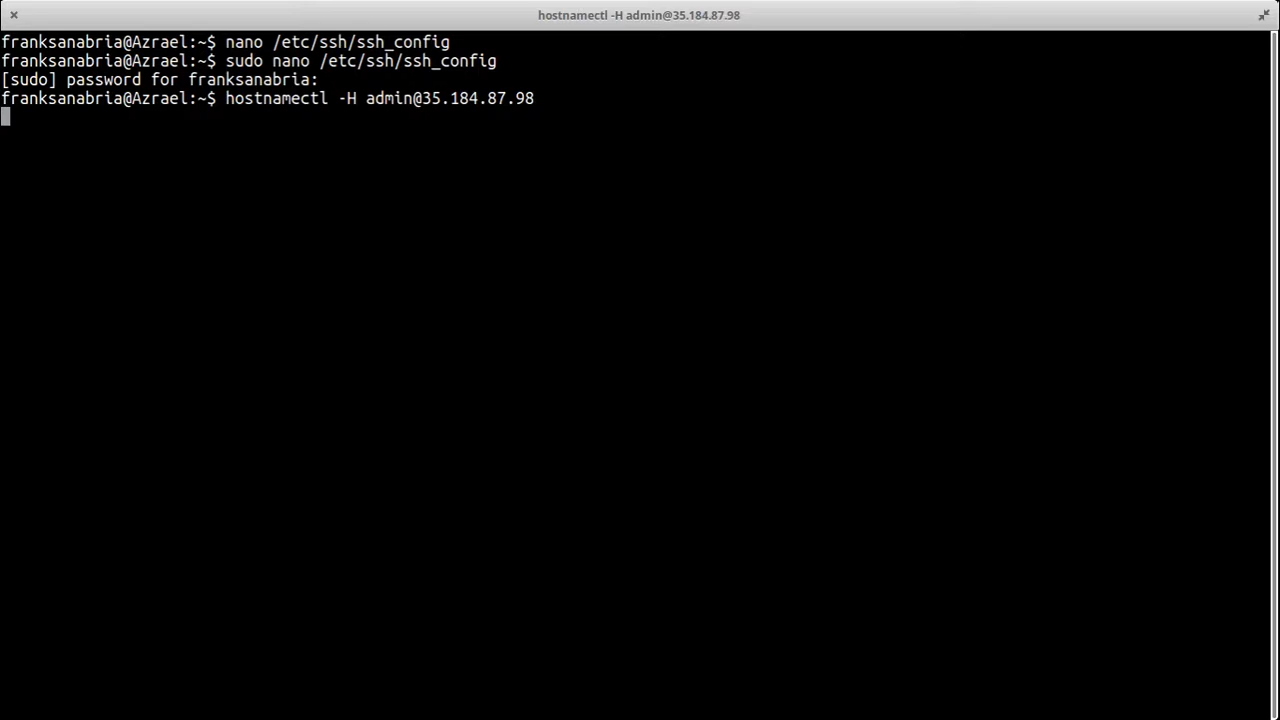 hostnamectl -H admin@35.184.87.98
franksanabria@Azrael:~$ nano /etc/ssh/ssh_config
franksanabria@Azrael:~$ sudo nano /etc/ssh/ssh_config
[sudo] password for franksanabria:
franksanabria@Azrael:~$ hostnamectl -H admin@35.184.87.98